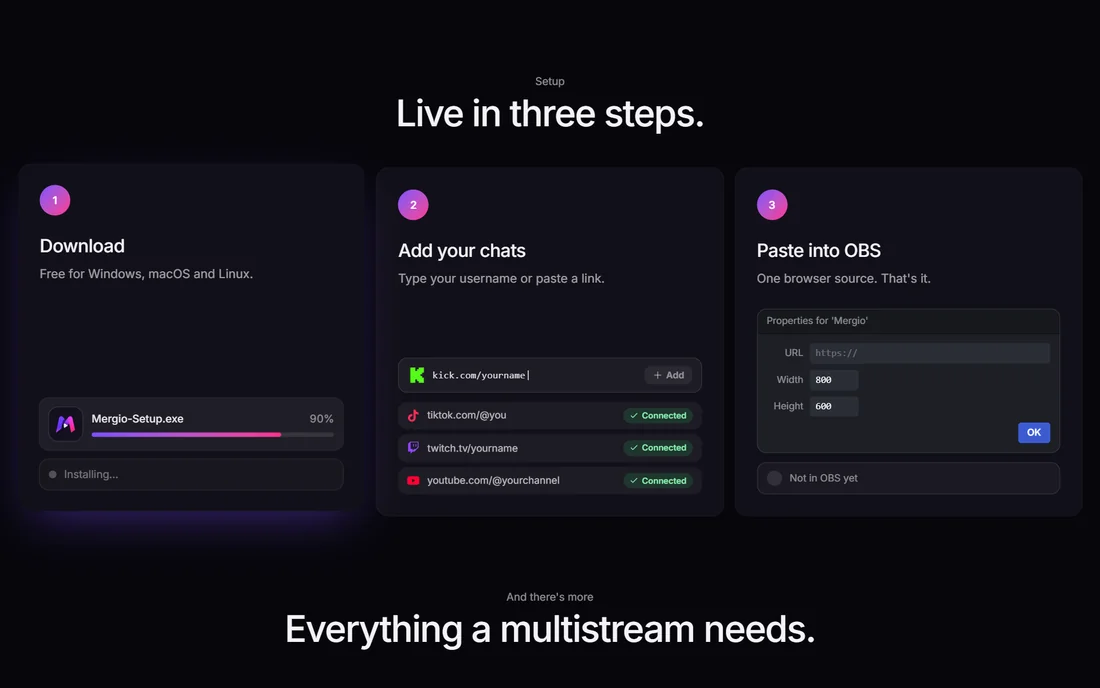 Setup
Live in three steps.
1
Download
Free for Windows, macOS and Linux.
Mergio-Setup.exe
90%
Installing...
2
Add your chats
Type your username or paste a link.
kick.com/yourname|
+ Add
tiktok.com/@you
✓ Connected
twitch.tv/yourname
✓ Connected
youtube.com/@yourchannel
✓ Connected
3
Paste into OBS
One browser source. That's it.
Properties for 'Mergio'
URL
https://
Width
800
Height
600
OK
Not in OBS yet
And there's more
Everything a multistream needs.